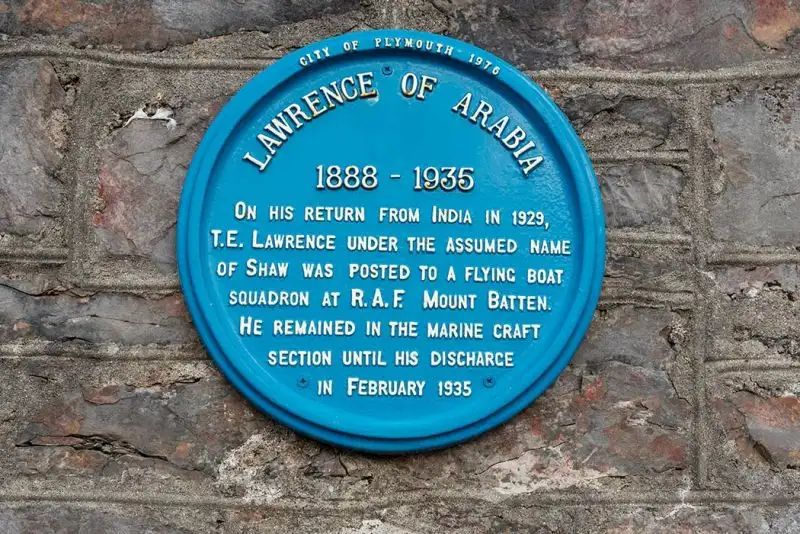 CITY OF PLYMOUTH 1976
LAWRENCE OF ARABIA
1888 - 1935
ON HIS RETURN FROM INDIA IN 1929,
T.E. LAWRENCE UNDER THE ASSUMED NAME
OF SHAW WAS POSTED TO A FLYING BOAT
SQUADRON AT R.A.F. MOUNT BATTEN.
HE REMAINED IN THE MARINE CRAFT
SECTION UNTIL HIS DISCHARGE
IN FEBRUARY 1935